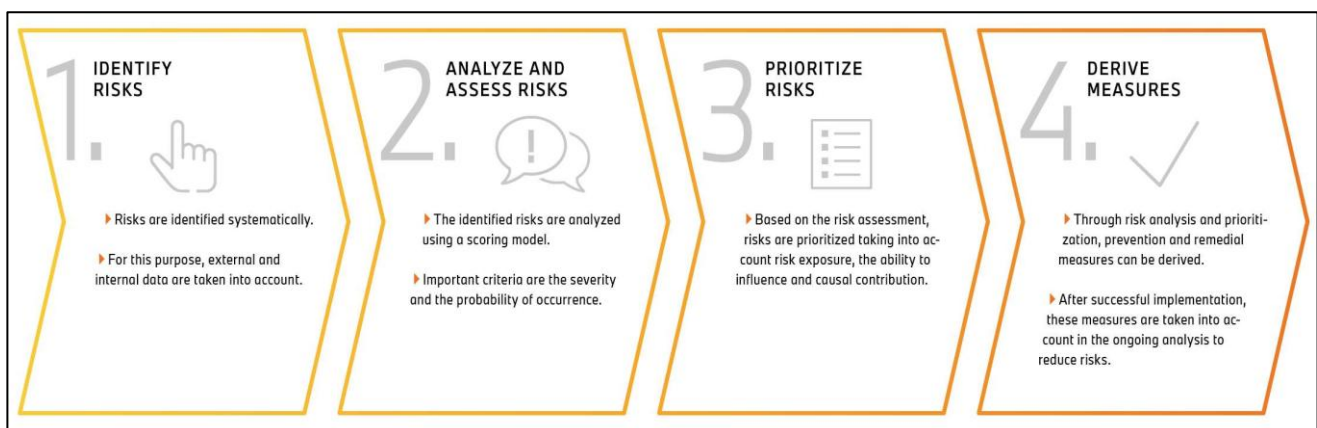 1.
IDENTIFY
RISKS
▶ Risks are identified systematically.
▶ For this purpose, external and
internal data are taken into account.
2.
ANALYZE AND
ASSESS RISKS
!
▶ The identified risks are analyzed
using a scoring model.
▶ Important criteria are the severity
and the probability of occurrence.
3.
PRIORITIZE
RISKS
▶ Based on the risk assessment,
risks are prioritized taking into ac-
count risk exposure, the ability to
influence and causal contribution.
4.
DERIVE
MEASURES
▶ Through risk analysis and prioriti-
zation, prevention and remedial
measures can be derived.
▶ After successful implementation,
these measures are taken into ac-
count in the ongoing analysis to
reduce risks.